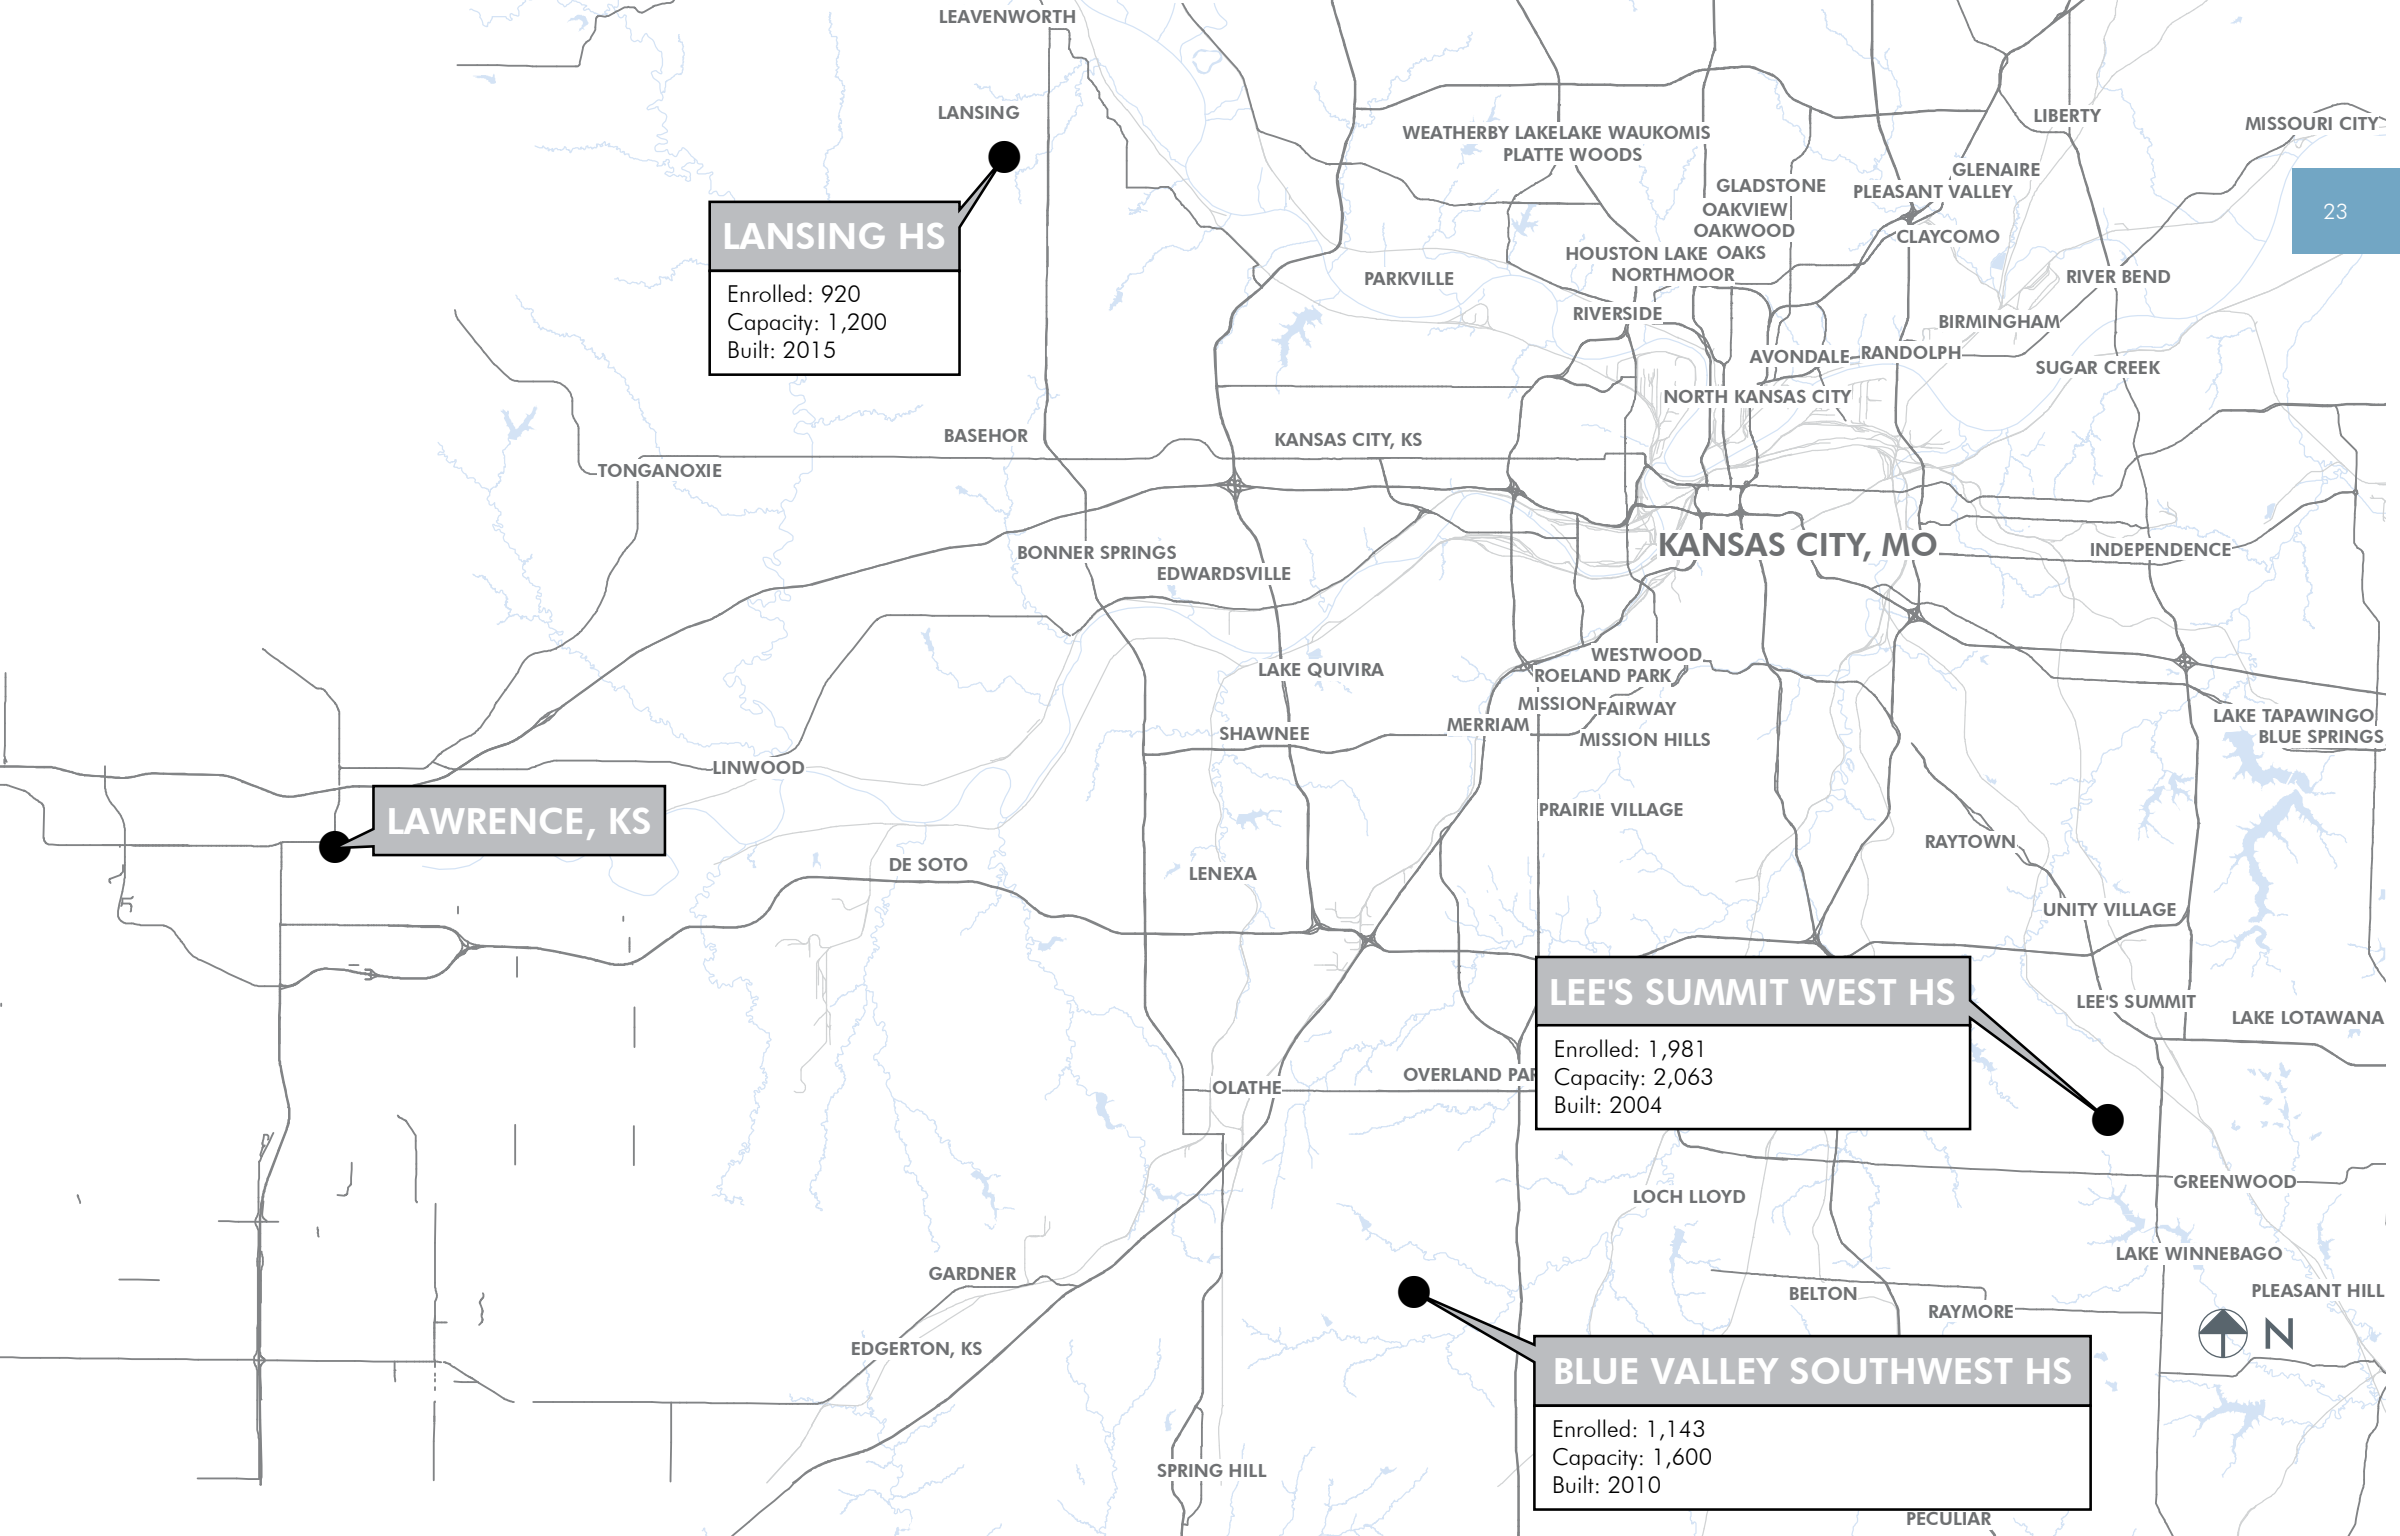 LEAVENWORTH
LANSING
LIBERTY
MISSOURI CITY
WEATHERBY LAKE
LAKE WAUKOMIS
PLATTE WOODS
GLENAIRE
GLADSTONE
PLEASANT VALLEY
23
OAKVIEW
OAKWOOD
CLAYCOMO
LANSING HS
Enrolled: 920
Capacity: 1,200
Built: 2015
HOUSTON LAKE
OAKS
NORTHMOOR
PARKVILLE
RIVER BEND
RIVERSIDE
BIRMINGHAM
AVONDALE
RANDOLPH
SUGAR CREEK
NORTH KANSAS CITY
BASEHOR
KANSAS CITY, KS
TONGANOXIE
KANSAS CITY, MO
BONNER SPRINGS
INDEPENDENCE
EDWARDSVILLE
WESTWOOD
LAKE QUIVIRA
ROELAND PARK
MISSION
FAIRWAY
LAKE TAPAWINGO
MERRIAM
SHAWNEE
MISSION HILLS
BLUE SPRINGS
LINWOOD
LAWRENCE, KS
PRAIRIE VILLAGE
RAYTOWN
DE SOTO
LENEXA
UNITY VILLAGE
LEE'S SUMMIT WEST HS
Enrolled: 1,981
Capacity: 2,063
Built: 2004
LEE'S SUMMIT
LAKE LOTAWANA
OVERLAND PAR
OLATHE
GREENWOOD
LOCH LLOYD
LAKE WINNEBAGO
GARDNER
BELTON
PLEASANT HILL
RAYMORE
N
EDGERTON, KS
BLUE VALLEY SOUTHWEST HS
Enrolled: 1,143
Capacity: 1,600
Built: 2010
SPRING HILL
PECULIAR